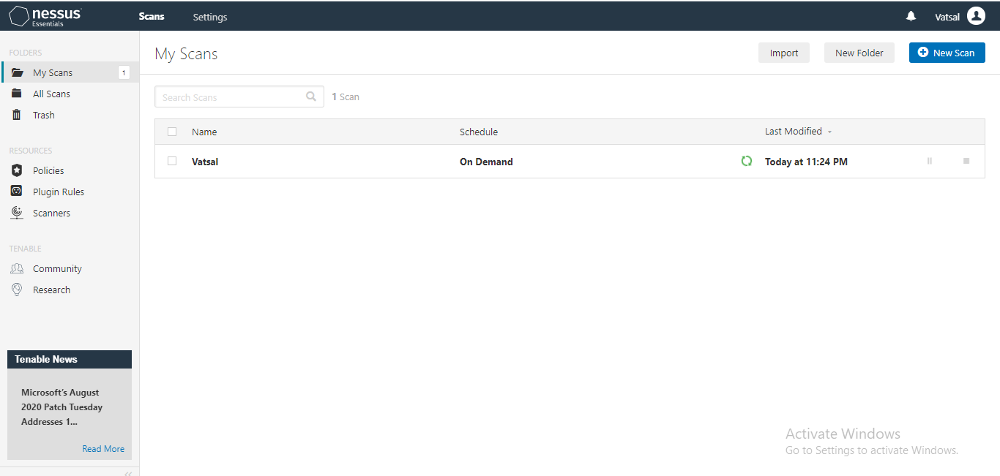 nessus
Essentials
Scans
Settings
Vatsal
FOLDERS
My Scans
1
All Scans
Trash
RESOURCES
Policies
Plugin Rules
Scanners
TENABLE
Community
Research
Tenable News
Microsoft's August
2020 Patch Tuesday
Addresses 1...
Read More
My Scans
Import
New Folder
New Scan
Search Scans
1 Scan
Name
Schedule
Last Modified
Vatsal
On Demand
Today at 11:24 PM
Activate Windows
Go to Settings to activate Windows.